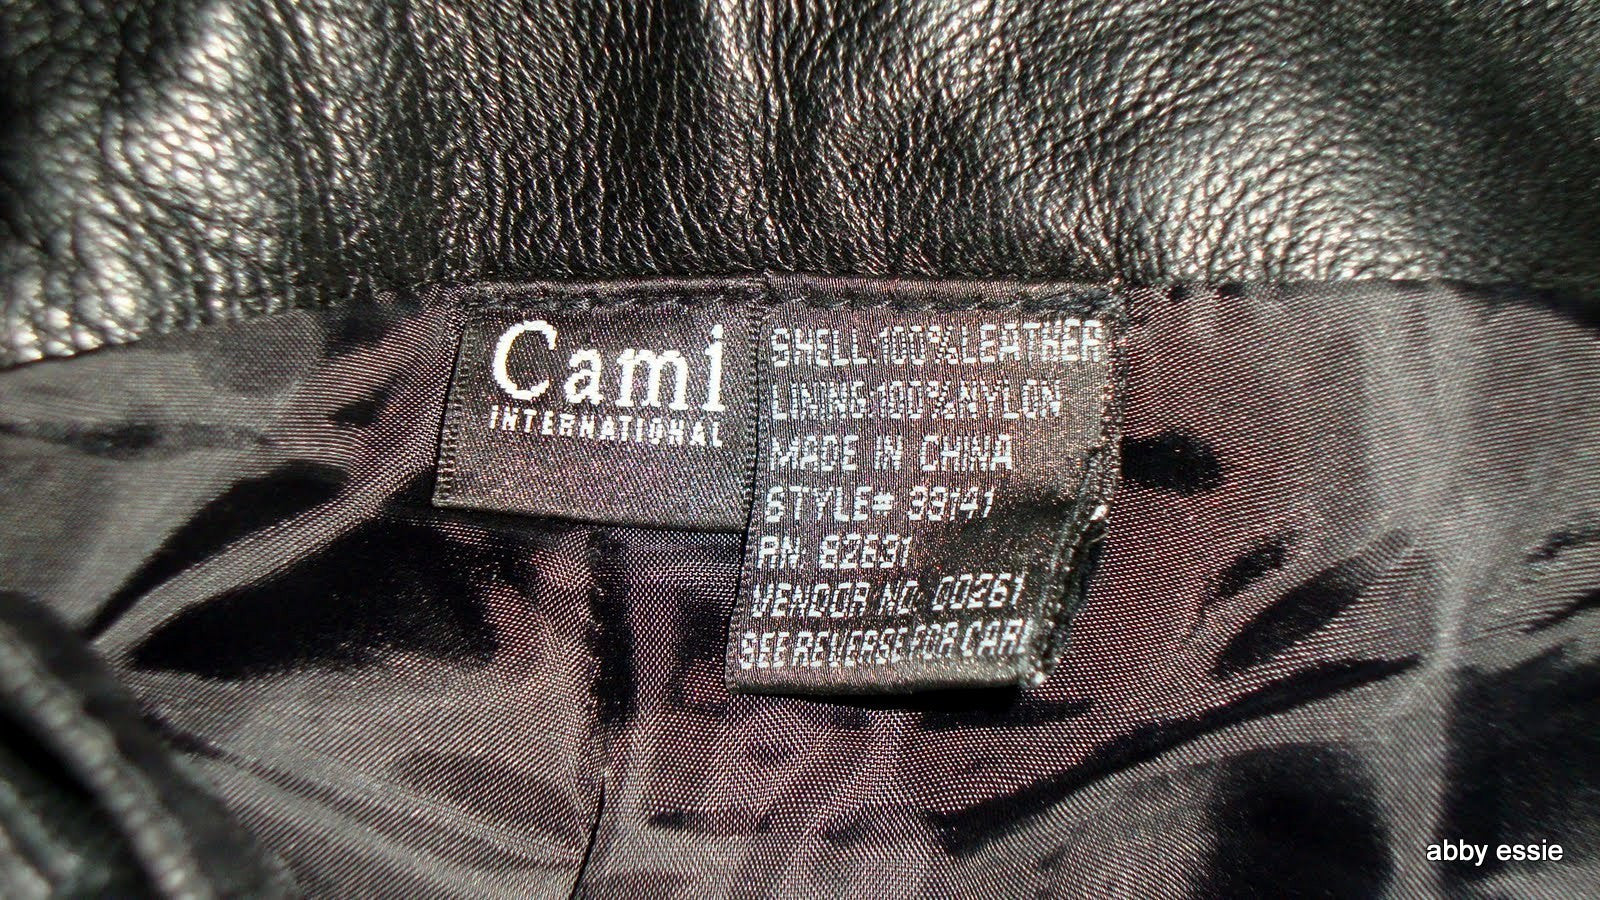 Cami
INTERNATIONAL
SHELL 100% LEATHER
LINING 100% NYLON
MADE IN CHINA
STYLE# 39141
RN 82631
VENDOR NO 00261
SEE REVERSE FOR CARE
abby essie